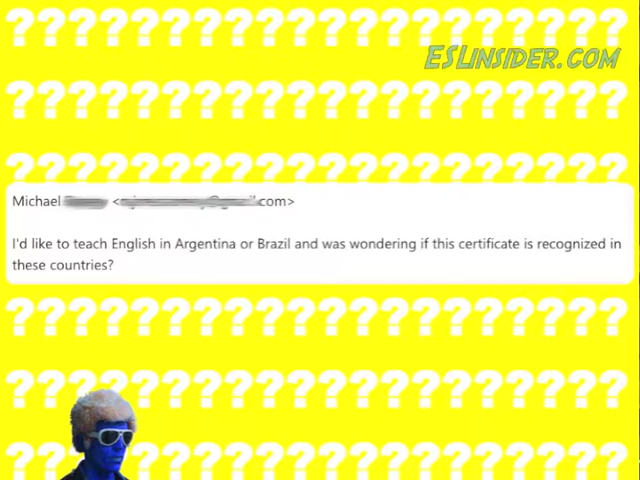 ????????????????
ESLINSIDER.COM
????????????????
????????????????
Michael < com>
I'd like to teach English in Argentina or Brazil and was wondering if this certificate is recognized in
these countries?
????????????????
????????????????
????????????????